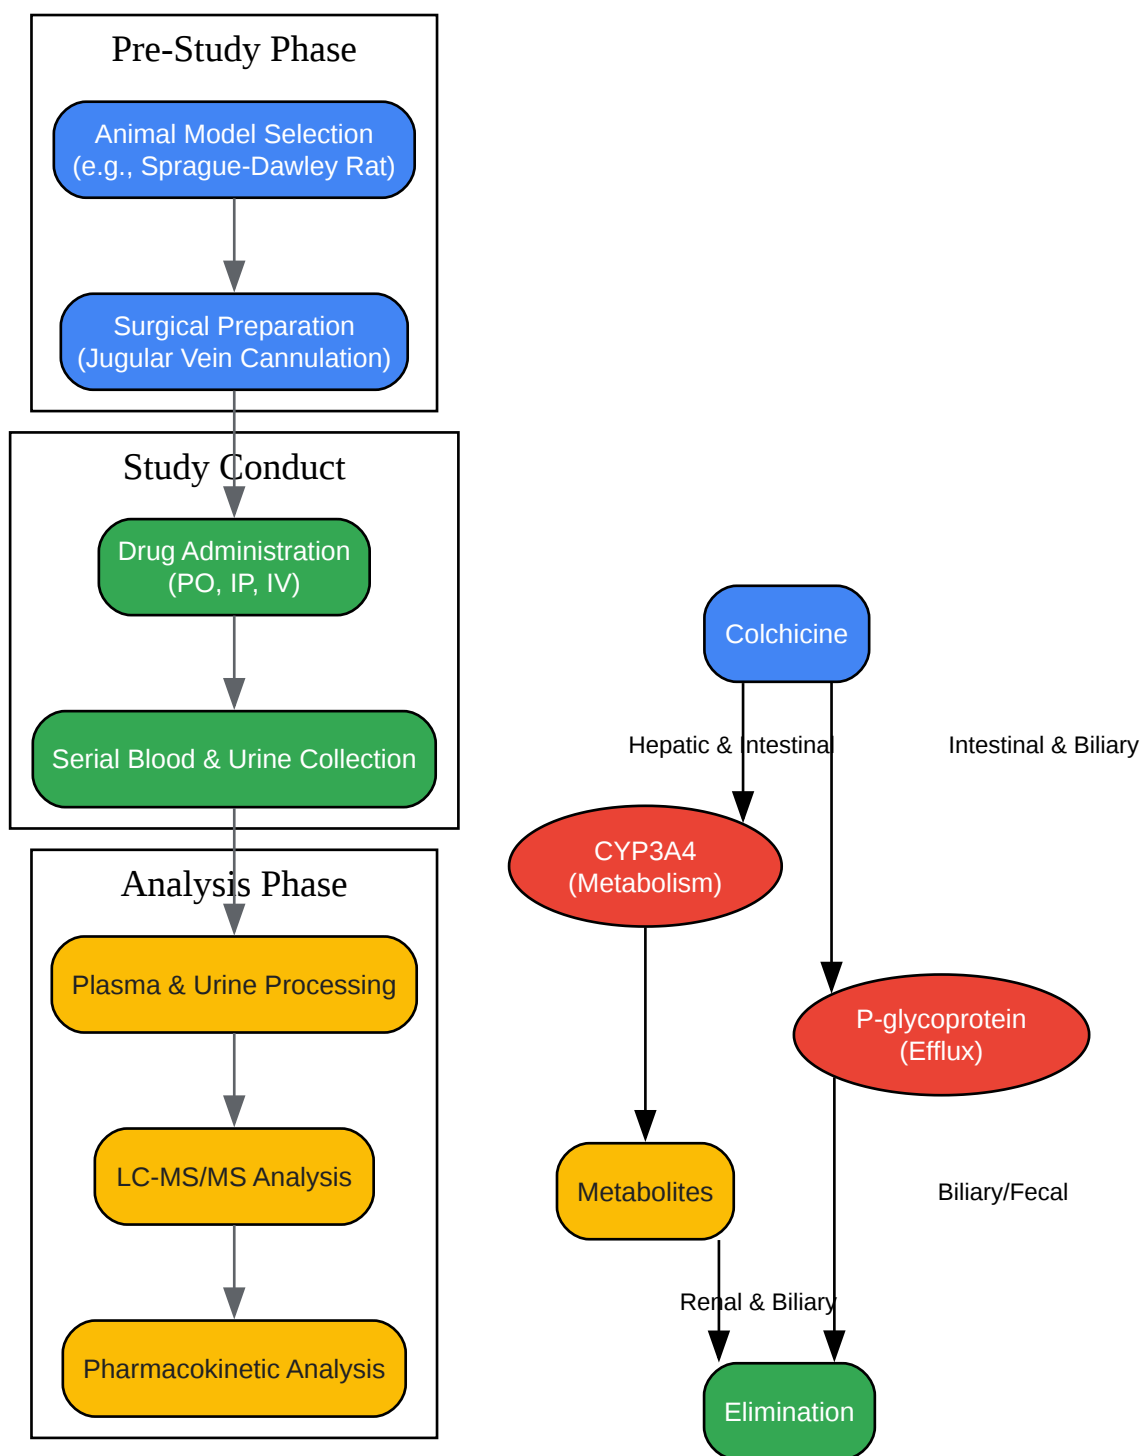 Pre-Study Phase
Animal Model Selection
(e.g., Sprague-Dawley Rat)
Surgical Preparation
(Jugular Vein Cannulation)
Study Conduct
Drug Administration
(PO, IP, IV)
Serial Blood & Urine Collection
Analysis Phase
Plasma & Urine Processing
LC-MS/MS Analysis
Pharmacokinetic Analysis
Colchicine
Hepatic & Intestinal
Intestinal & Biliary
CYP3A4
(Metabolism)
P-glycoprotein
(Efflux)
Metabolites
Biliary/Fecal
Renal & Biliary
Elimination